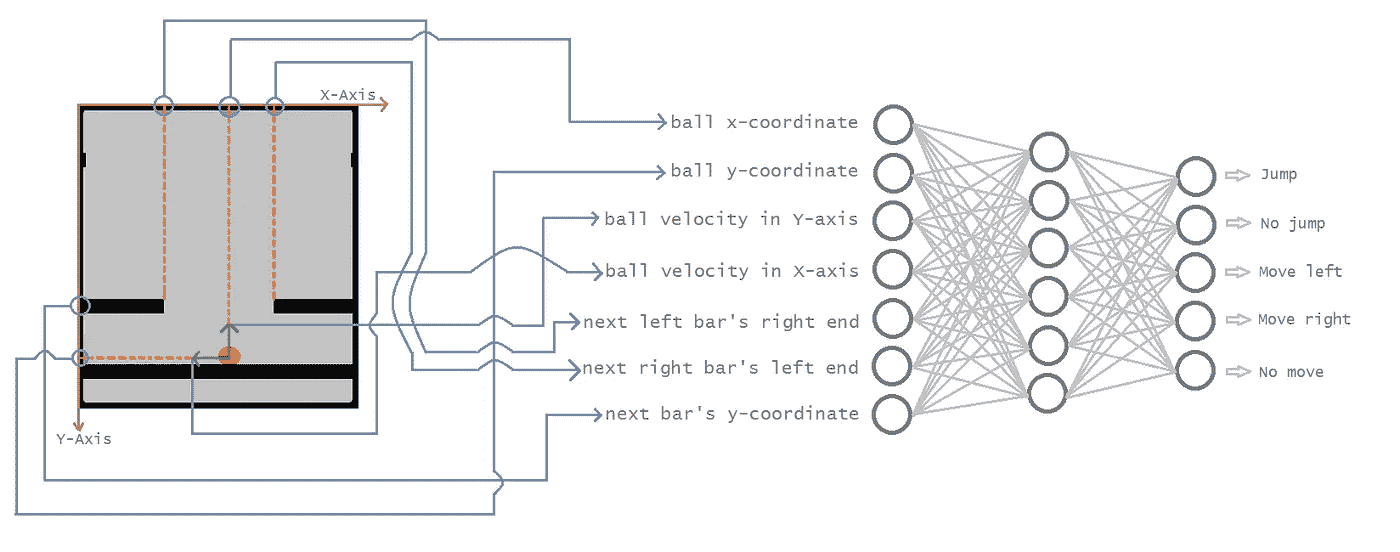 X-Axis
Y-Axis
ball x-coordinate
ball y-coordinate
ball velocity in Y-axis
ball velocity in X-axis
next left bar's right end
next right bar's left end
next bar's y-coordinate
Jump
No jump
Move left
Move right
No move